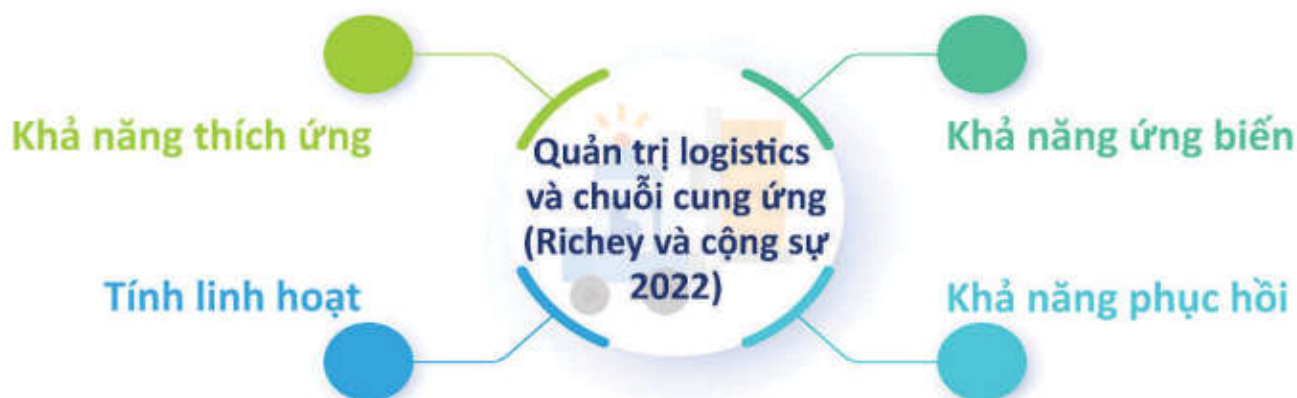 Khả năng thích ứng
Khả năng ứng biến
Quản trị logistics
và chuỗi cung ứng
(Richey và cộng sự
2022)
Tính linh hoạt
Khả năng phục hồi